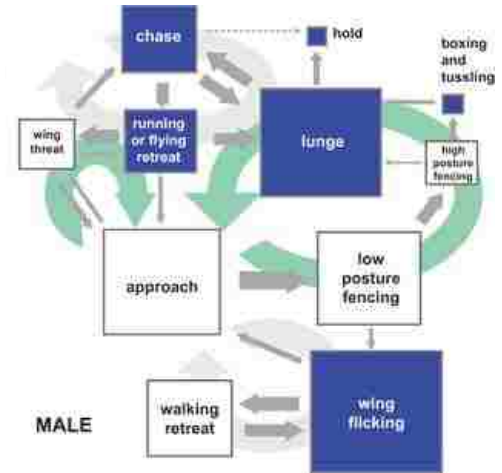 chase
hold
boxing
and
tussling
wing
threat
running
or flying
retreat
lunge
high
posture
fencing
approach
low
posture
fencing
walking
retreat
wing
flicking
MALE